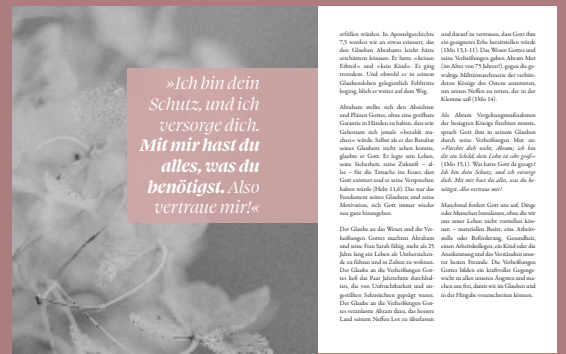 »Ich bin dein
Schutz, und ich
versorge dich.
Mit mir hast du
alles, was du
benötigst. Also
vertraue mir!«
erfüllen würden. In Apostelgeschichte
7,5 werden wir an etwas erinnert, das
den Glauben Abrahams leicht hätte
erschüttern können: Er hatte »keinen
Erbteil« und »kein Kind«. Er ging
trotzdem. Und obwohl er in seinem
Glaubensleben gelegentlich Fehltritte
beging, blieb er weiter auf dem Weg.
Abraham stellte sich den Absichten
und Plänen Gottes, ohne eine greifbare
Garantie in Händen zu halten, dass sein
Gehorsam sich jemals »bezahlt ma-
chen« würde. Selbst als er das Resultat
seines Glaubens nicht sehen konnte,
glaubte er Gott. Er legte sein Leben,
seine Sicherheit, seine Zukunft – al-
les – für die Tatsache ins Feuer, dass
Gott existiert und er seine Versprechen
halten würde (Hebr 11,6). Das war das
Fundament seines Glaubens und seine
Motivation, sich Gott immer wieder
neu ganz hinzugeben.
Der Glaube an das Wesen und die Ver-
heißungen Gottes machten Abraham
und seine Frau Sarah fähig, mehr als 25
Jahre lang ein Leben als Umherziehen-
de zu führen und in Zelten zu wohnen.
Der Glaube an die Verheißungen Got-
tes ließ das Paar Jahrzehnte durchhal-
ten, die von Unfruchtbarkeit und un-
gestillten Sehnsüchten geprägt waren.
Der Glaube an die Verheißungen Got-
tes veranlasste Abram dazu, das bessere
Land seinem Neffen Lot zu überlassen
und darauf zu vertrauen, dass Gott ihm
ein geeignetes Erbe bereitstellen würde
(1Mo 13,1-11). Das Wesen Gottes und
seine Verheißungen gaben Abram Mut
(im Alter von 75 Jahren!), gegen die ge-
waltige Militärmaschinerie der verbün-
deten Könige des Ostens anzutreten,
um seinen Neffen zu retten, der in der
Klemme saß (1Mo 14).
Als Abram Vergeltungsmaßnahmen
der besiegten Könige fürchten musste,
sprach Gott ihm in seinem Glauben
durch seine Verheißungen Mut zu:
»Fürchte dich nicht, Abram; ich bin
dir ein Schild, dein Lohn ist sehr groß«
(1Mo 15,1). Was hatte Gott da gesagt?
Ich bin dein Schutz, und ich versorge
dich. Mit mir hast du alles, was du be-
nötigst. Also vertraue mir!
Manchmal fordert Gott uns auf, Dinge
oder Menschen loszulassen, ohne die wir
uns unser Leben nicht vorstellen kön-
nen – materiellen Besitz, eine Arbeits-
stelle oder Beförderung, Gesundheit,
einen Arbeitskollegen, ein Kind oder die
Anerkennung und das Verständnis unse-
rer besten Freunde. Die Verheißungen
Gottes bilden ein kraftvolles Gegenge-
wicht zu allen unseren Ängsten und ma-
chen uns frei, damit wir im Glauben und
in der Hingabe voranschreiten können.